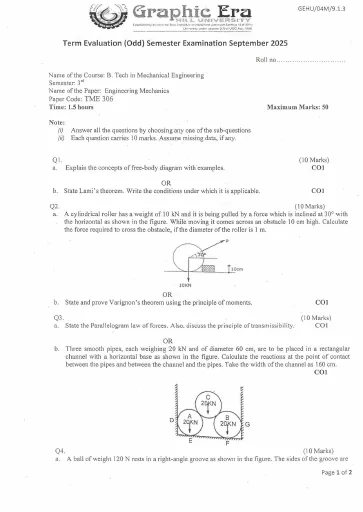 GEHU/04M/9.1.3
Graphic Era
HILL UNIVERSITY
Term Evaluation (Odd) Semester Examination September 2025
Roll no..............................
Name of the Course: B. Tech in Mechanical Engineering
Semester: 3rd
Name of the Paper: Engineering Mechanics
Paper Code: TME 306
Time: 1.5 hours Maximum Marks: 50
Note:
(i) Answer all the questions by choosing any one of the sub-questions
(ii) Each question carries 10 marks. Assume missing data, if any.
Q1. (10 Marks)
a. Explain the concepts of free-body diagram with examples. CO1
OR
b. State Lami's theorem. Write the conditions under which it is applicable. CO1
Q2. (10 Marks)
a. A cylindrical roller has a weight of 10 kN and it is being pulled by a force which is inclined at 30° with
the horizontal as shown in the figure. While moving it comes across an obstacle 10 cm high. Calculate
the force required to cross the obstacle, if the diameter of the roller is 1 m.
P
30°
10cm
10kN
OR
b. State and prove Varignon's theorem using the principle of moments. CO1
Q3. (10 Marks)
a. State the Parallelogram law of forces. Also, discuss the principle of transmissibility. CO1
OR
b. Three smooth pipes, each weighing 20 kN and of diameter 60 cm, are to be placed in a rectangular
channel with a horizontal base as shown in the figure. Calculate the reactions at the point of contact
between the pipes and between the channel and the pipes. Take the width of the channel as 160 cm.
CO1
C
20kN
D A B G
20kN 20kN
E F
Q4. (10 Marks)
a. A ball of weight 120 N rests in a right-angle groove as shown in the figure. The sides of the groove are
Page 1 of 2